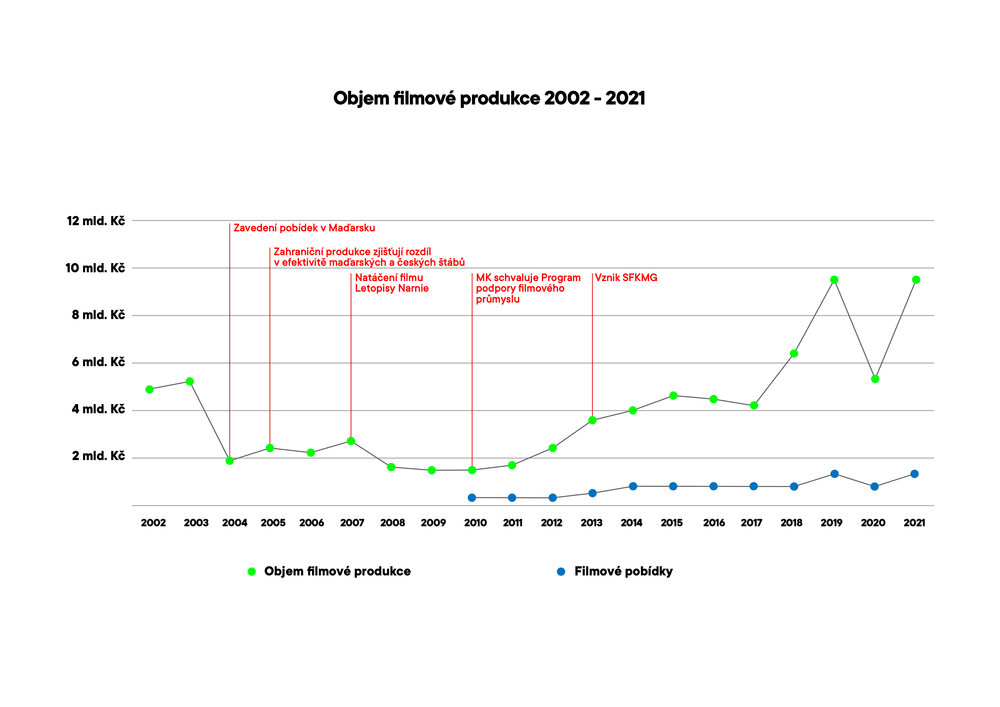 Objem filmové produkce 2002 - 2021
12 mld. Kč
Zavedení pobídek v Maďarsku
Zahraniční produkce zjišťují rozdíl
v efektivitě maďarských a českých štábů
10 mld. Kč
Natáčení filmu
Letopisy Narnie
MK schvaluje Program
podpory filmového
průmyslu
Vznik SFKMG
8 mld. Kč
6 mld. Kč
4 mld. Kč
2 mld. Kč
2002 2003 2004 2005 2006 2007 2008 2009 2010 2011 2012 2013 2014 2015 2016 2017 2018 2019 2020 2021
Objem filmové produkce
Filmové pobídky